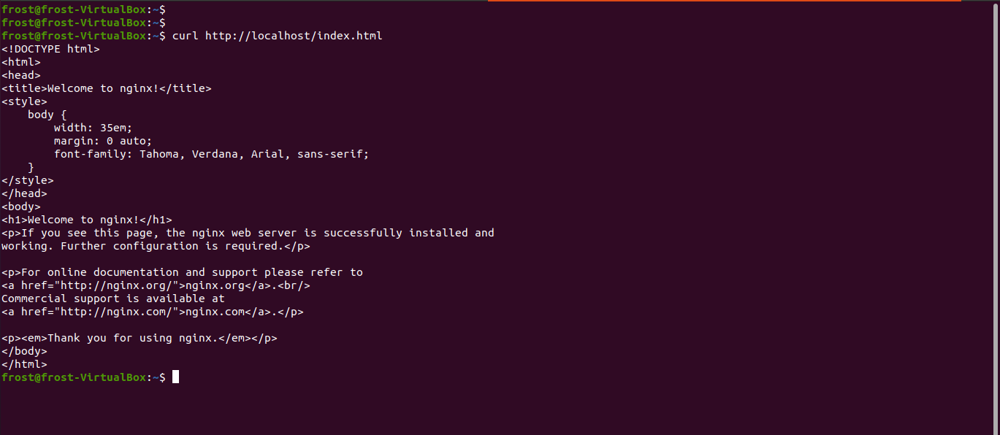 frost@frost-VirtualBox:~$
frost@frost-VirtualBox:~$
frost@frost-VirtualBox:~$ curl http://localhost/index.html
<!DOCTYPE html>
<html>
<head>
<title>Welcome to nginx!</title>
<style>
    body {
        width: 35em;
        margin: 0 auto;
        font-family: Tahoma, Verdana, Arial, sans-serif;
    }
</style>
</head>
<body>
<h1>Welcome to nginx!</h1>
<p>If you see this page, the nginx web server is successfully installed and
working. Further configuration is required.</p>

<p>For online documentation and support please refer to
<a href="http://nginx.org/">nginx.org</a>.<br/>
Commercial support is available at
<a href="http://nginx.com/">nginx.com</a>.</p>

<p><em>Thank you for using nginx.</em></p>
</body>
</html>
frost@frost-VirtualBox:~$